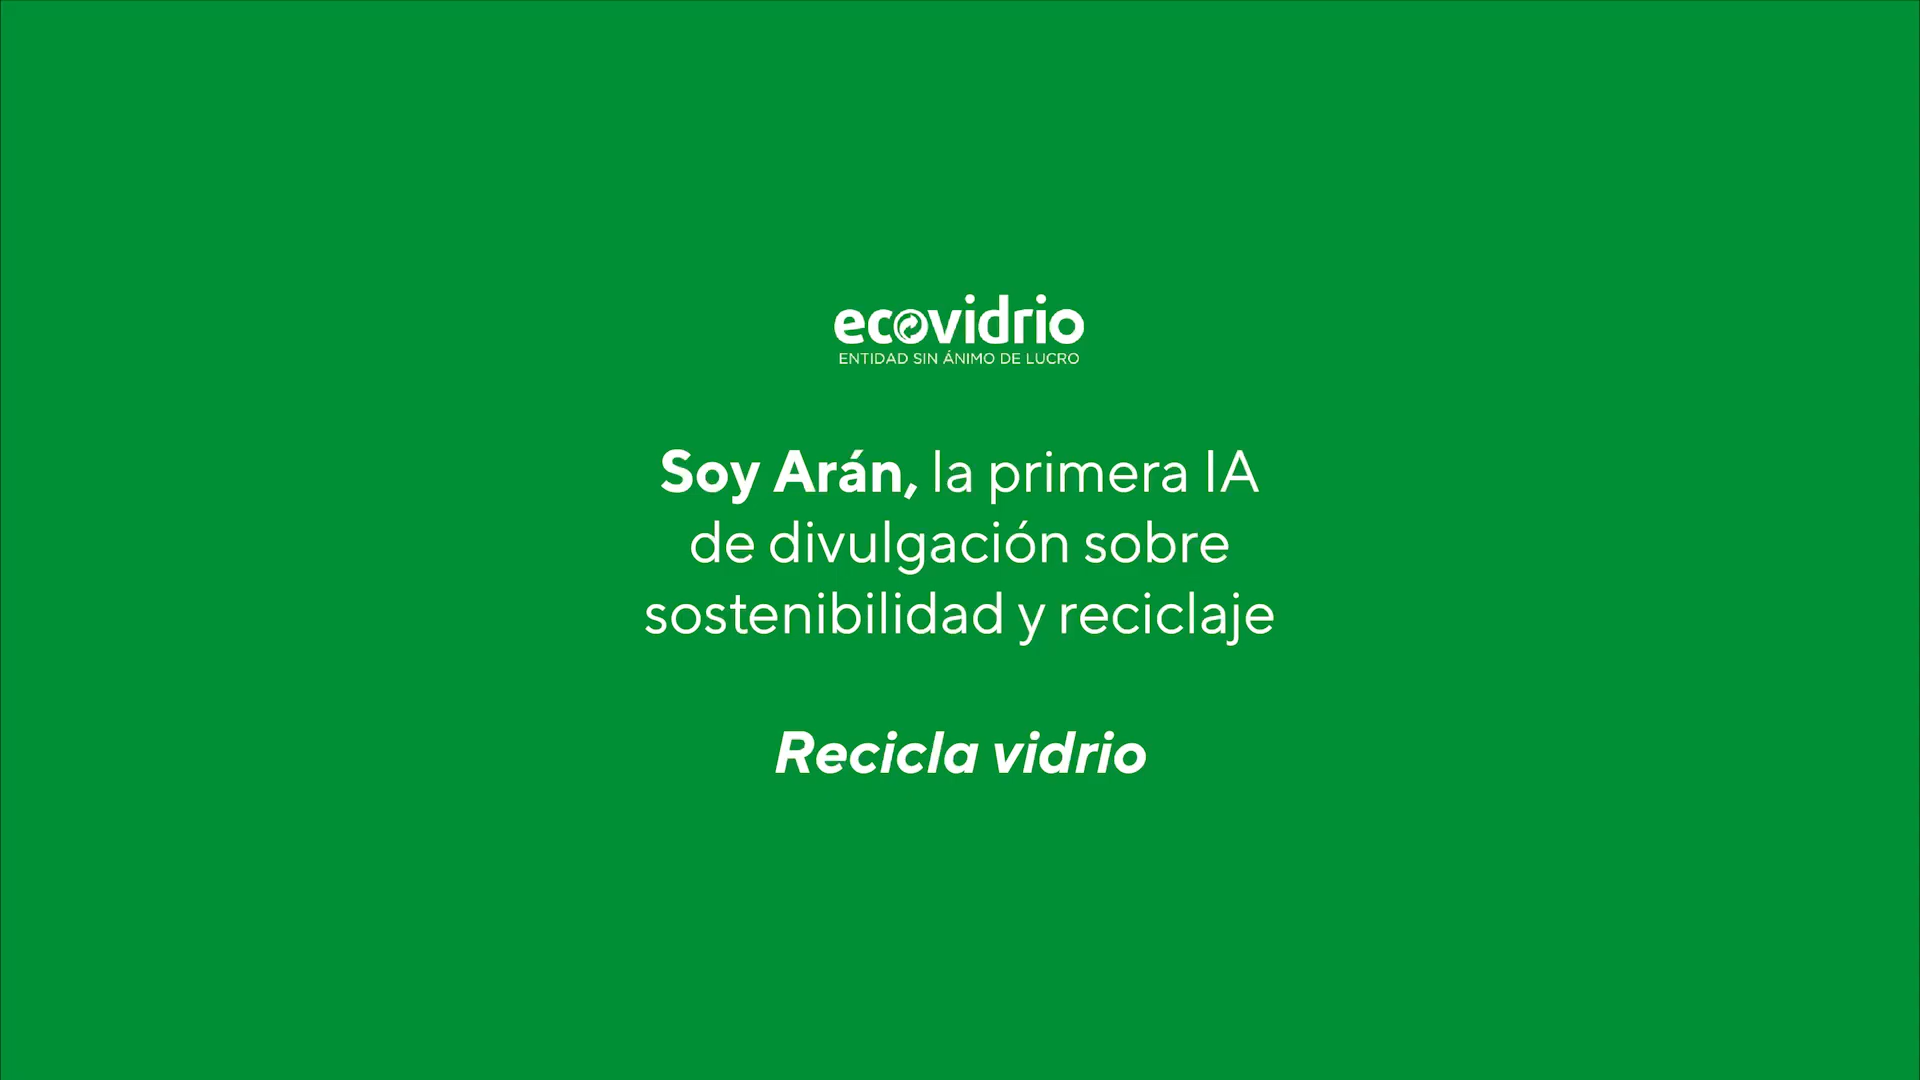 ecovidrio
ENTIDAD SIN ÁNIMO DE LUCRO
Soy Arán, la primera IA
de divulgación sobre
sostenibilidad y reciclaje
Recicla vidrio